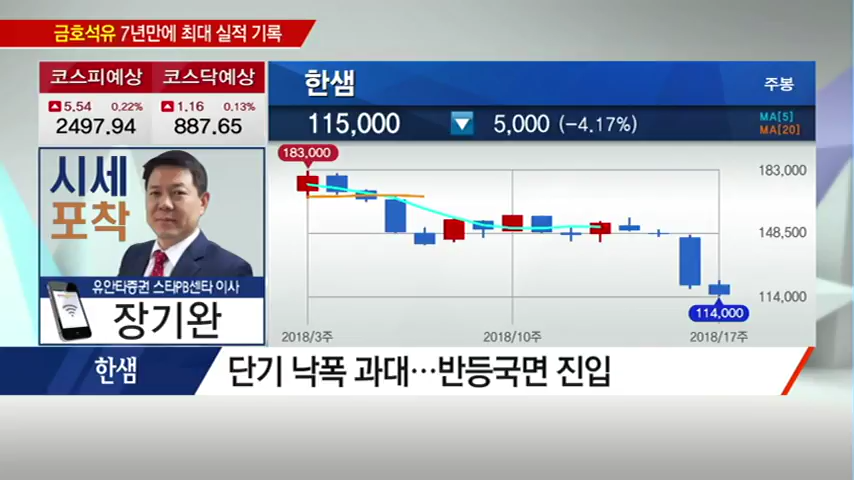 금호석유 7년만에 최대 실적 기록
코스피예상 코스닥예상
5.54 0.22% 1.16 0.13%
2497.94 887.65
한샘 주봉
115,000 ▼ 5,000 (-4.17%)
MA[5]
MA[20]
시세
포착
유안타증권 스타PB센타 이사
장기완
183,000
183,000
148,500
114,000
114,000
2018/3주 2018/10주 2018/17주
한샘 단기 낙폭 과대…반등국면 진입